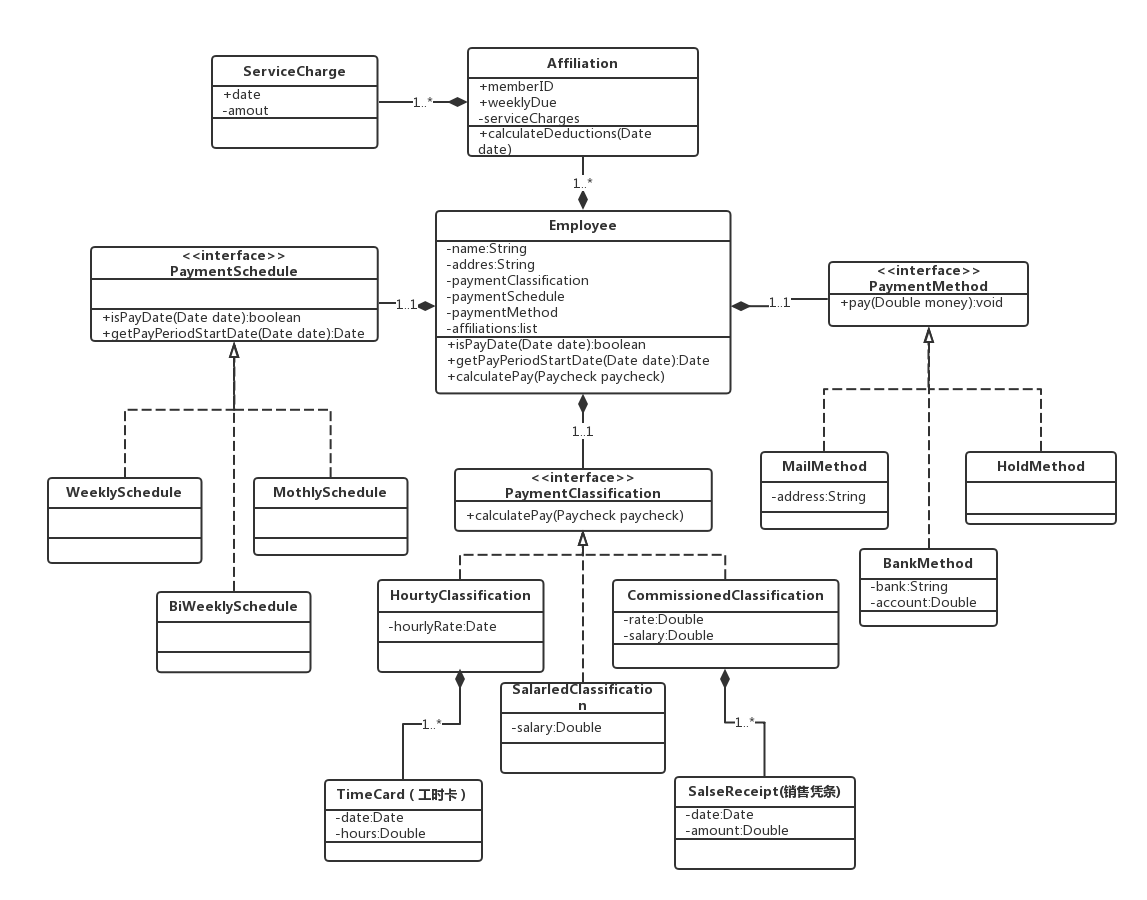 ServiceCharge
+date
-amout
1..*
Affiliation
+memberID
+weeklyDue
-serviceCharges
+calculateDeductions(Date
date)
1..*
Employee
-name:String
-addres:String
-paymentClassification
-paymentSchedule
-paymentMethod
-affiliations:list
+isPayDate(Date date):boolean
+getPayPeriodStartDate(Date date):Date
+calculatePay(Paycheck paycheck)
<<interface>>
PaymentSchedule
+isPayDate(Date date):boolean
+getPayPeriodStartDate(Date date):Date
1..1
1..1
<<interface>>
PaymentMethod
+pay(Double money):void
1..1
WeeklySchedule
MothlySchedule
BiWeeklySchedule
<<interface>>
PaymentClassification
+calculatePay(Paycheck paycheck)
MailMethod
-address:String
HoldMethod
BankMethod
-bank:String
-account:Double
HourtyClassification
-hourlyRate:Date
CommissionedClassification
-rate:Double
-salary:Double
SalarledClassificatio
n
-salary:Double
1..*
1..*
TimeCard（工时卡）
-date:Date
-hours:Double
SalseReceipt(销售凭条)
-date:Date
-amount:Double